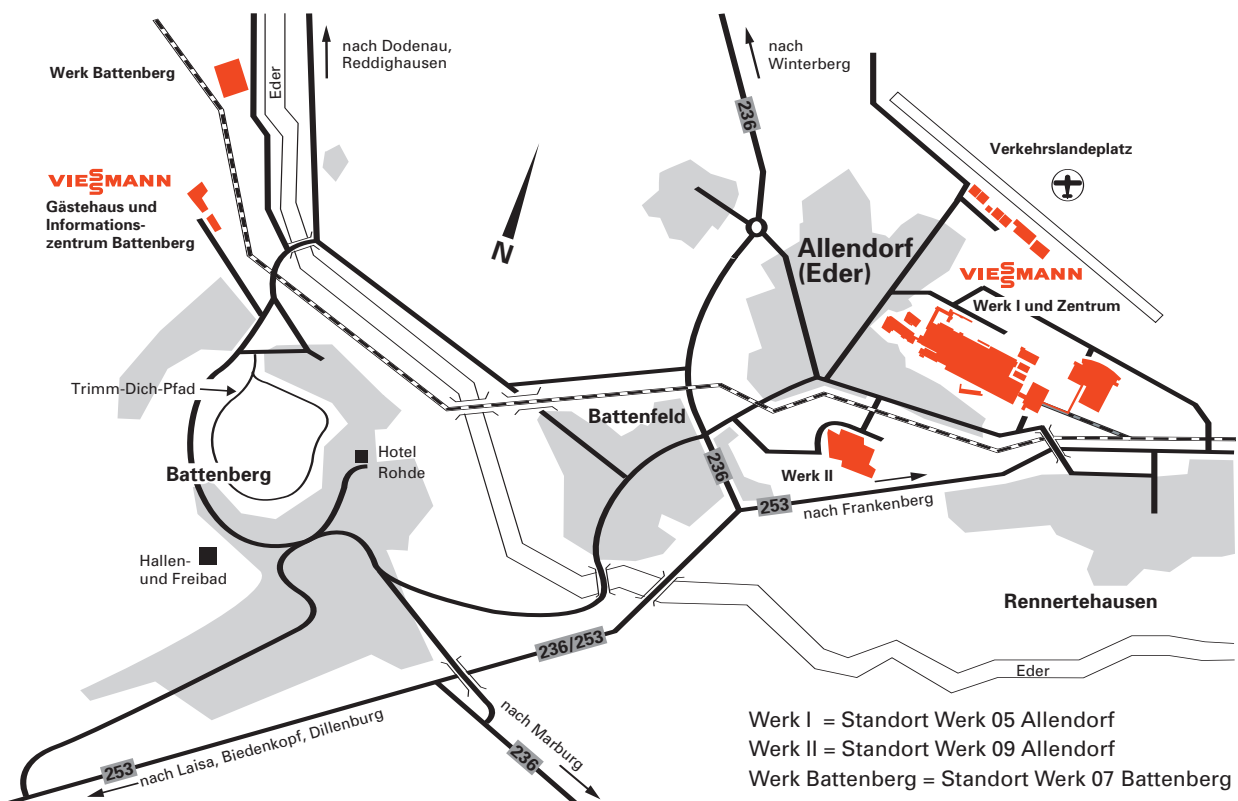 nach Dodenau,
Reddighausen
Werk Battenberg
Eder
nach
Winterberg
236
Verkehrslandeplatz
VIESSMANN
Gästehaus und
Informations-
zentrum Battenberg
N
Allendorf
(Eder)
VIESSMANN
Werk I und Zentrum
Trimm-Dich-Pfad
Battenfeld
Hotel
Rohde
Battenberg
236
Werk II
253
nach Frankenberg
Hallen-
und Freibad
Rennertehausen
236/253
Eder
nach Marburg
236
253
nach Laisa, Biedenkopf, Dillenburg
Werk I = Standort Werk 05 Allendorf
Werk II = Standort Werk 09 Allendorf
Werk Battenberg = Standort Werk 07 Battenberg